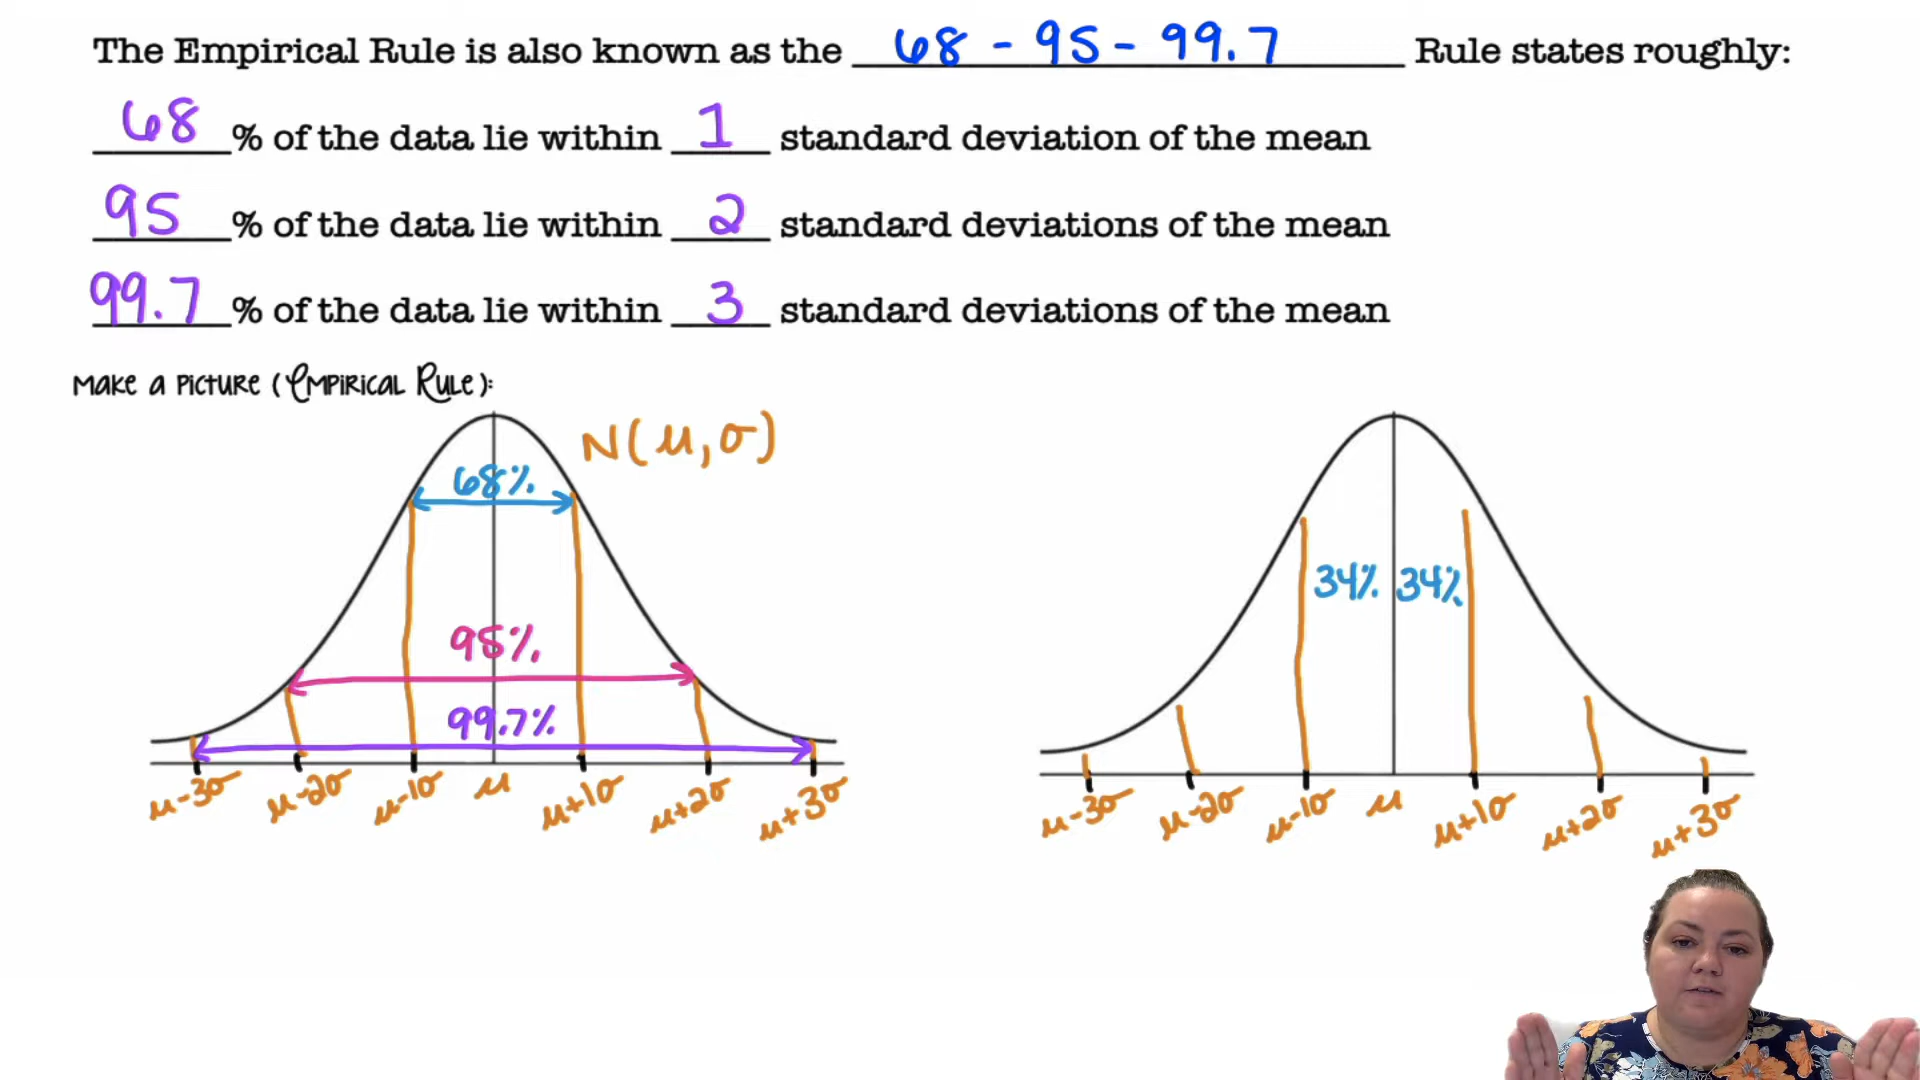 The Empirical Rule is also known as the 68 - 95 - 99.7 Rule states roughly:
68% of the data lie within 1 standard deviation of the mean
95% of the data lie within 2 standard deviations of the mean
99.7% of the data lie within 3 standard deviations of the mean
Make a picture (Empirical Rule):
N(μ,σ)
68%
95%
99.7%
μ-3σ μ-2σ μ-1σ μ μ+1σ μ+2σ μ+3σ
34% 34%
μ-3σ μ-2σ μ-1σ μ μ+1σ μ+2σ μ+3σ